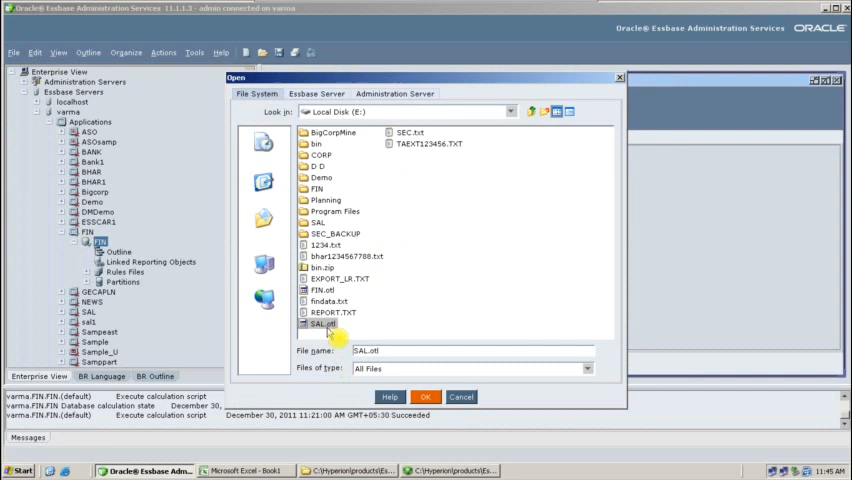 Oracle® Essbase Administration Services 11.1.1.3 - admin connected on varma
Oracle® Essbase Administration Services ORACLE
File Edit View Outline Organize Actions Tools Help
Enterprise View
Administration Servers
Essbase Servers
localhost
varma
Applications
ASO
ASOsamp
BANK
Bank1
BHAR
BHAR1
Bigcorp
Demo
DMDemo
ESSCAR1
FIN
FIN
Outline
Linked Reporting Objects
Rules Files
Partitions
GECAPLN
NEWS
SAL
sal1
Sampeast
Sample
Sample_U
Samppart
Enterprise View BR Language BR Outline
Open
File System Essbase Server Administration Server
Look in: Local Disk (E:)
BigCorpMine
bin
CORP
D D
Demo
FIN
Planning
Program Files
SAL
SEC_BACKUP
1234.txt
bhar1234567788.txt
bin.zip
EXPORT_LR.TXT
FIN.otl
findata.txt
REPORT.TXT
SAL.otl
SEC.txt
TAEXT123456.TXT
File name: SAL.otl
Files of type: All Files
Help OK Cancel
varma.FIN.FIN.(default) Execute calculation script
varma.FIN.FIN Database calculation state December 30,
varma.FIN.FIN.(default) Execute calculation script December 30, 2011 11:21:00 AM GMT+05:30 Succeeded
Messages
Start Oracle® Essbase Adm... Microsoft Excel - Book1 C:\Hyperion\products\Es... C:\Hyperion\products\Es... 11:45 AM